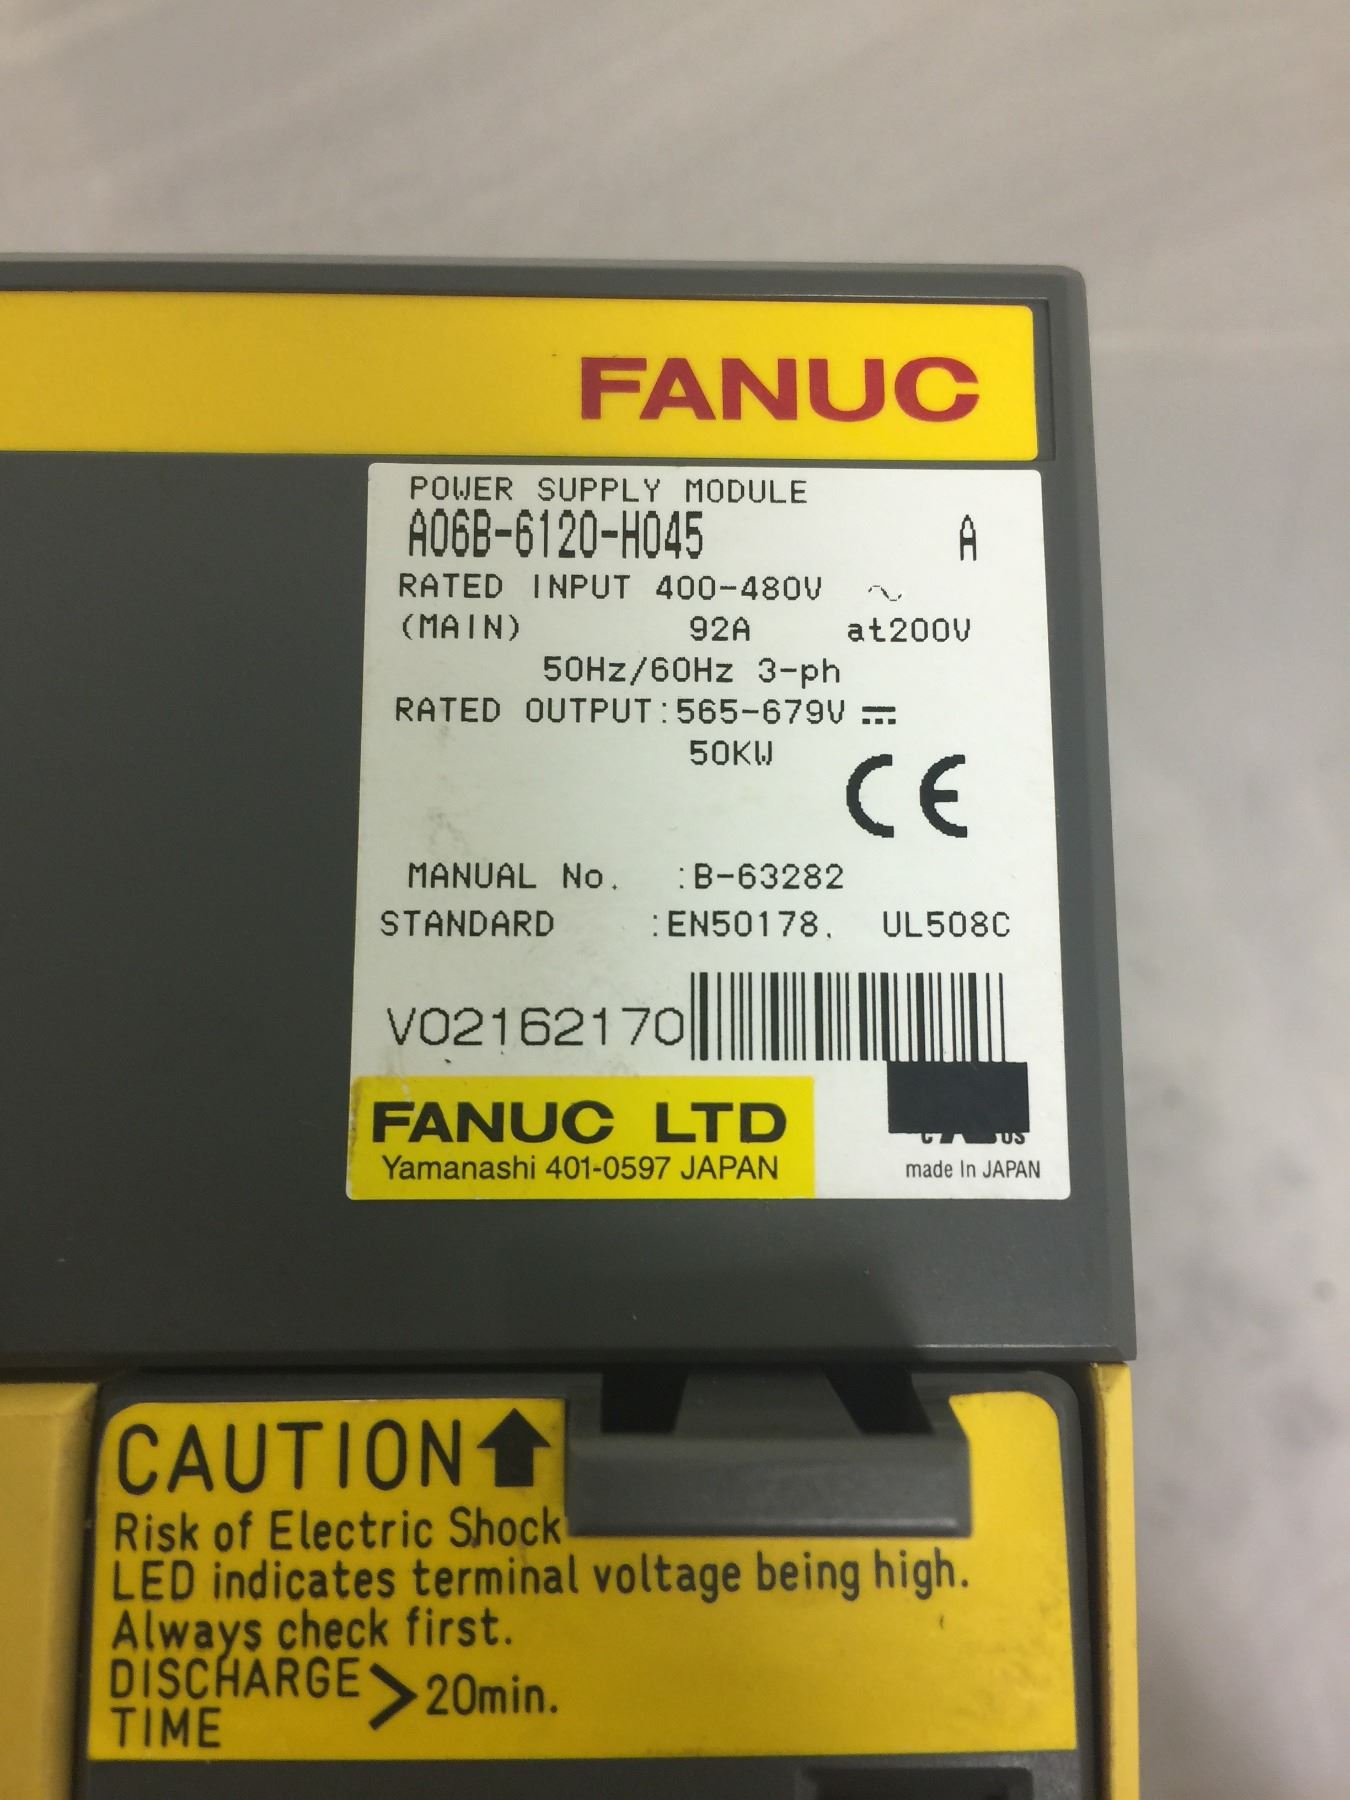 FANUC
POWER SUPPLY MODULE
A06B-6120-H045 A
RATED INPUT 400-480V ~
(MAIN) 92A at200V
50Hz/60Hz 3-ph
RATED OUTPUT:565-679V ⎓
50KW
CE
MANUAL No. :B-63282
STANDARD :EN50178. UL508C
V02162170
FANUC LTD
Yamanashi 401-0597 JAPAN
made In JAPAN
CAUTION ↑
Risk of Electric Shock
LED indicates terminal voltage being high.
Always check first.
DISCHARGE TIME > 20min.